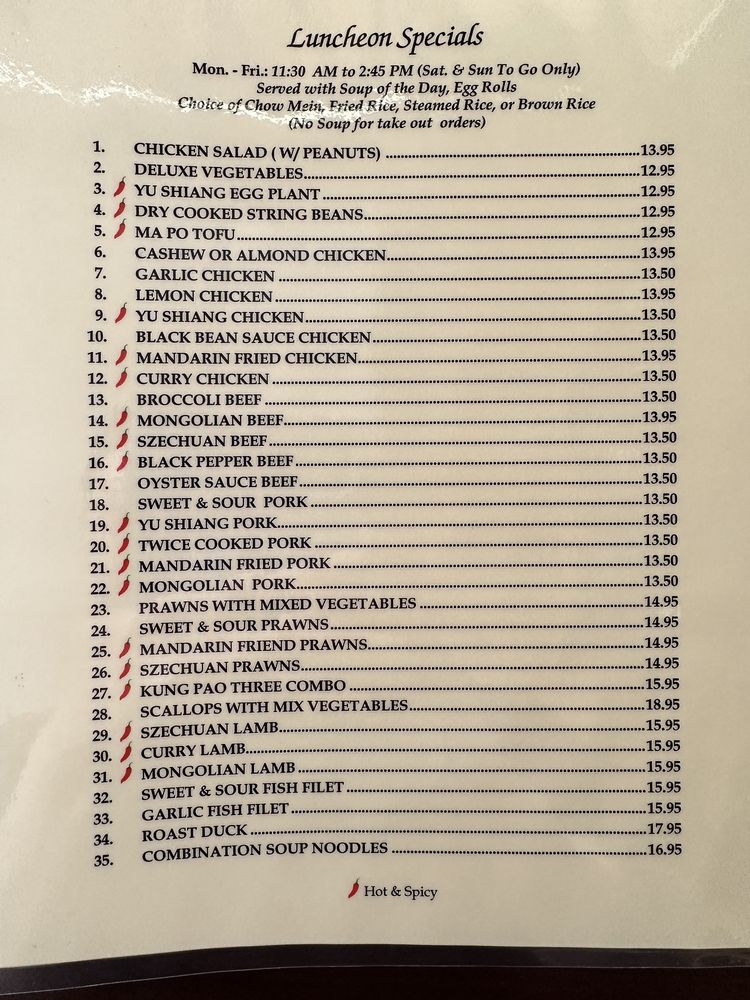 Luncheon Specials
Mon. - Fri.: 11:30 AM to 2:45 PM (Sat. & Sun To Go Only)
Served with Soup of the Day, Egg Rolls
Choice of Chow Mein, Fried Rice, Steamed Rice, or Brown Rice
(No Soup for take out orders)
1. CHICKEN SALAD ( W/ PEANUTS) 13.95
2. DELUXE VEGETABLES 12.95
3. YU SHIANG EGG PLANT 12.95
4. DRY COOKED STRING BEANS 12.95
5. MA PO TOFU 12.95
6. CASHEW OR ALMOND CHICKEN 13.95
7. GARLIC CHICKEN 13.50
8. LEMON CHICKEN 13.95
9. YU SHIANG CHICKEN 13.50
10. BLACK BEAN SAUCE CHICKEN 13.50
11. MANDARIN FRIED CHICKEN 13.95
12. CURRY CHICKEN 13.50
13. BROCCOLI BEEF 13.50
14. MONGOLIAN BEEF 13.95
15. SZECHUAN BEEF 13.50
16. BLACK PEPPER BEEF 13.50
17. OYSTER SAUCE BEEF 13.50
18. SWEET & SOUR PORK 13.50
19. YU SHIANG PORK 13.50
20. TWICE COOKED PORK 13.50
21. MANDARIN FRIED PORK 13.50
22. MONGOLIAN PORK 13.50
23. PRAWNS WITH MIXED VEGETABLES 14.95
24. SWEET & SOUR PRAWNS 14.95
25. MANDARIN FRIEND PRAWNS 14.95
26. SZECHUAN PRAWNS 14.95
27. KUNG PAO THREE COMBO 15.95
28. SCALLOPS WITH MIX VEGETABLES 18.95
29. SZECHUAN LAMB 15.95
30. CURRY LAMB 15.95
31. MONGOLIAN LAMB 15.95
32. SWEET & SOUR FISH FILET 15.95
33. GARLIC FISH FILET 15.95
34. ROAST DUCK 17.95
35. COMBINATION SOUP NOODLES 16.95
Hot & Spicy